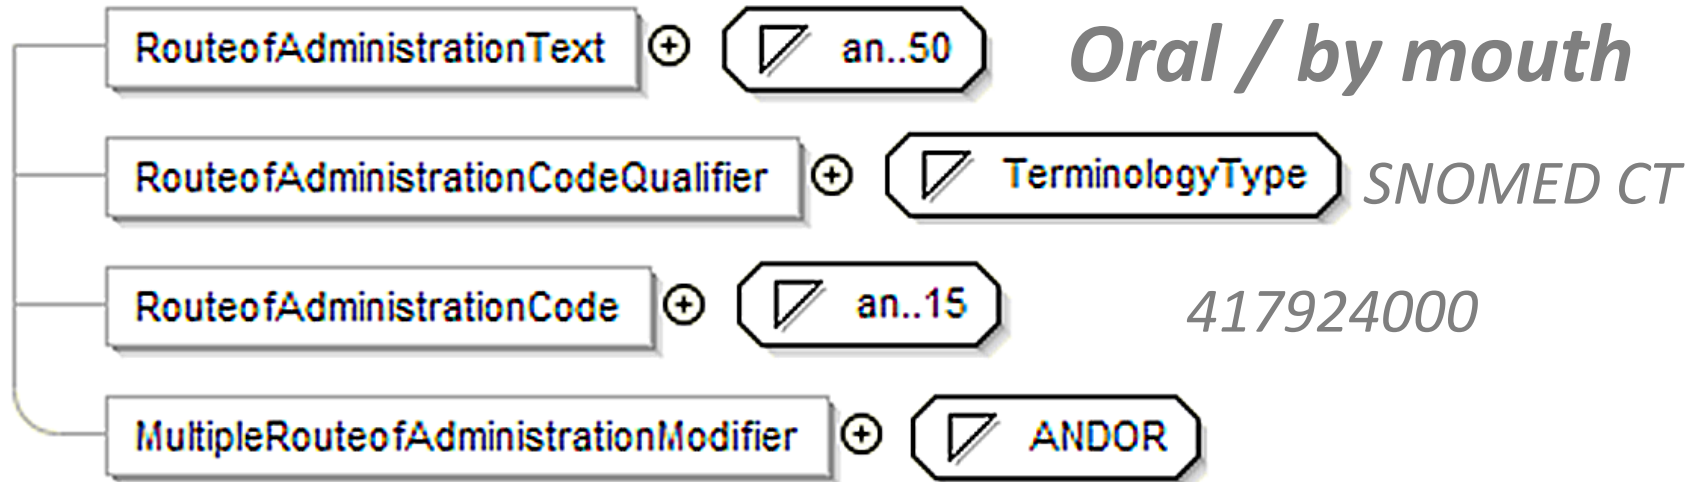 RouteofAdministrationText an..50 Oral / by mouth
RouteofAdministrationCodeQualifier TerminologyType SNOMED CT
RouteofAdministrationCode an..15 417924000
MultipleRouteofAdministrationModifier ANDOR